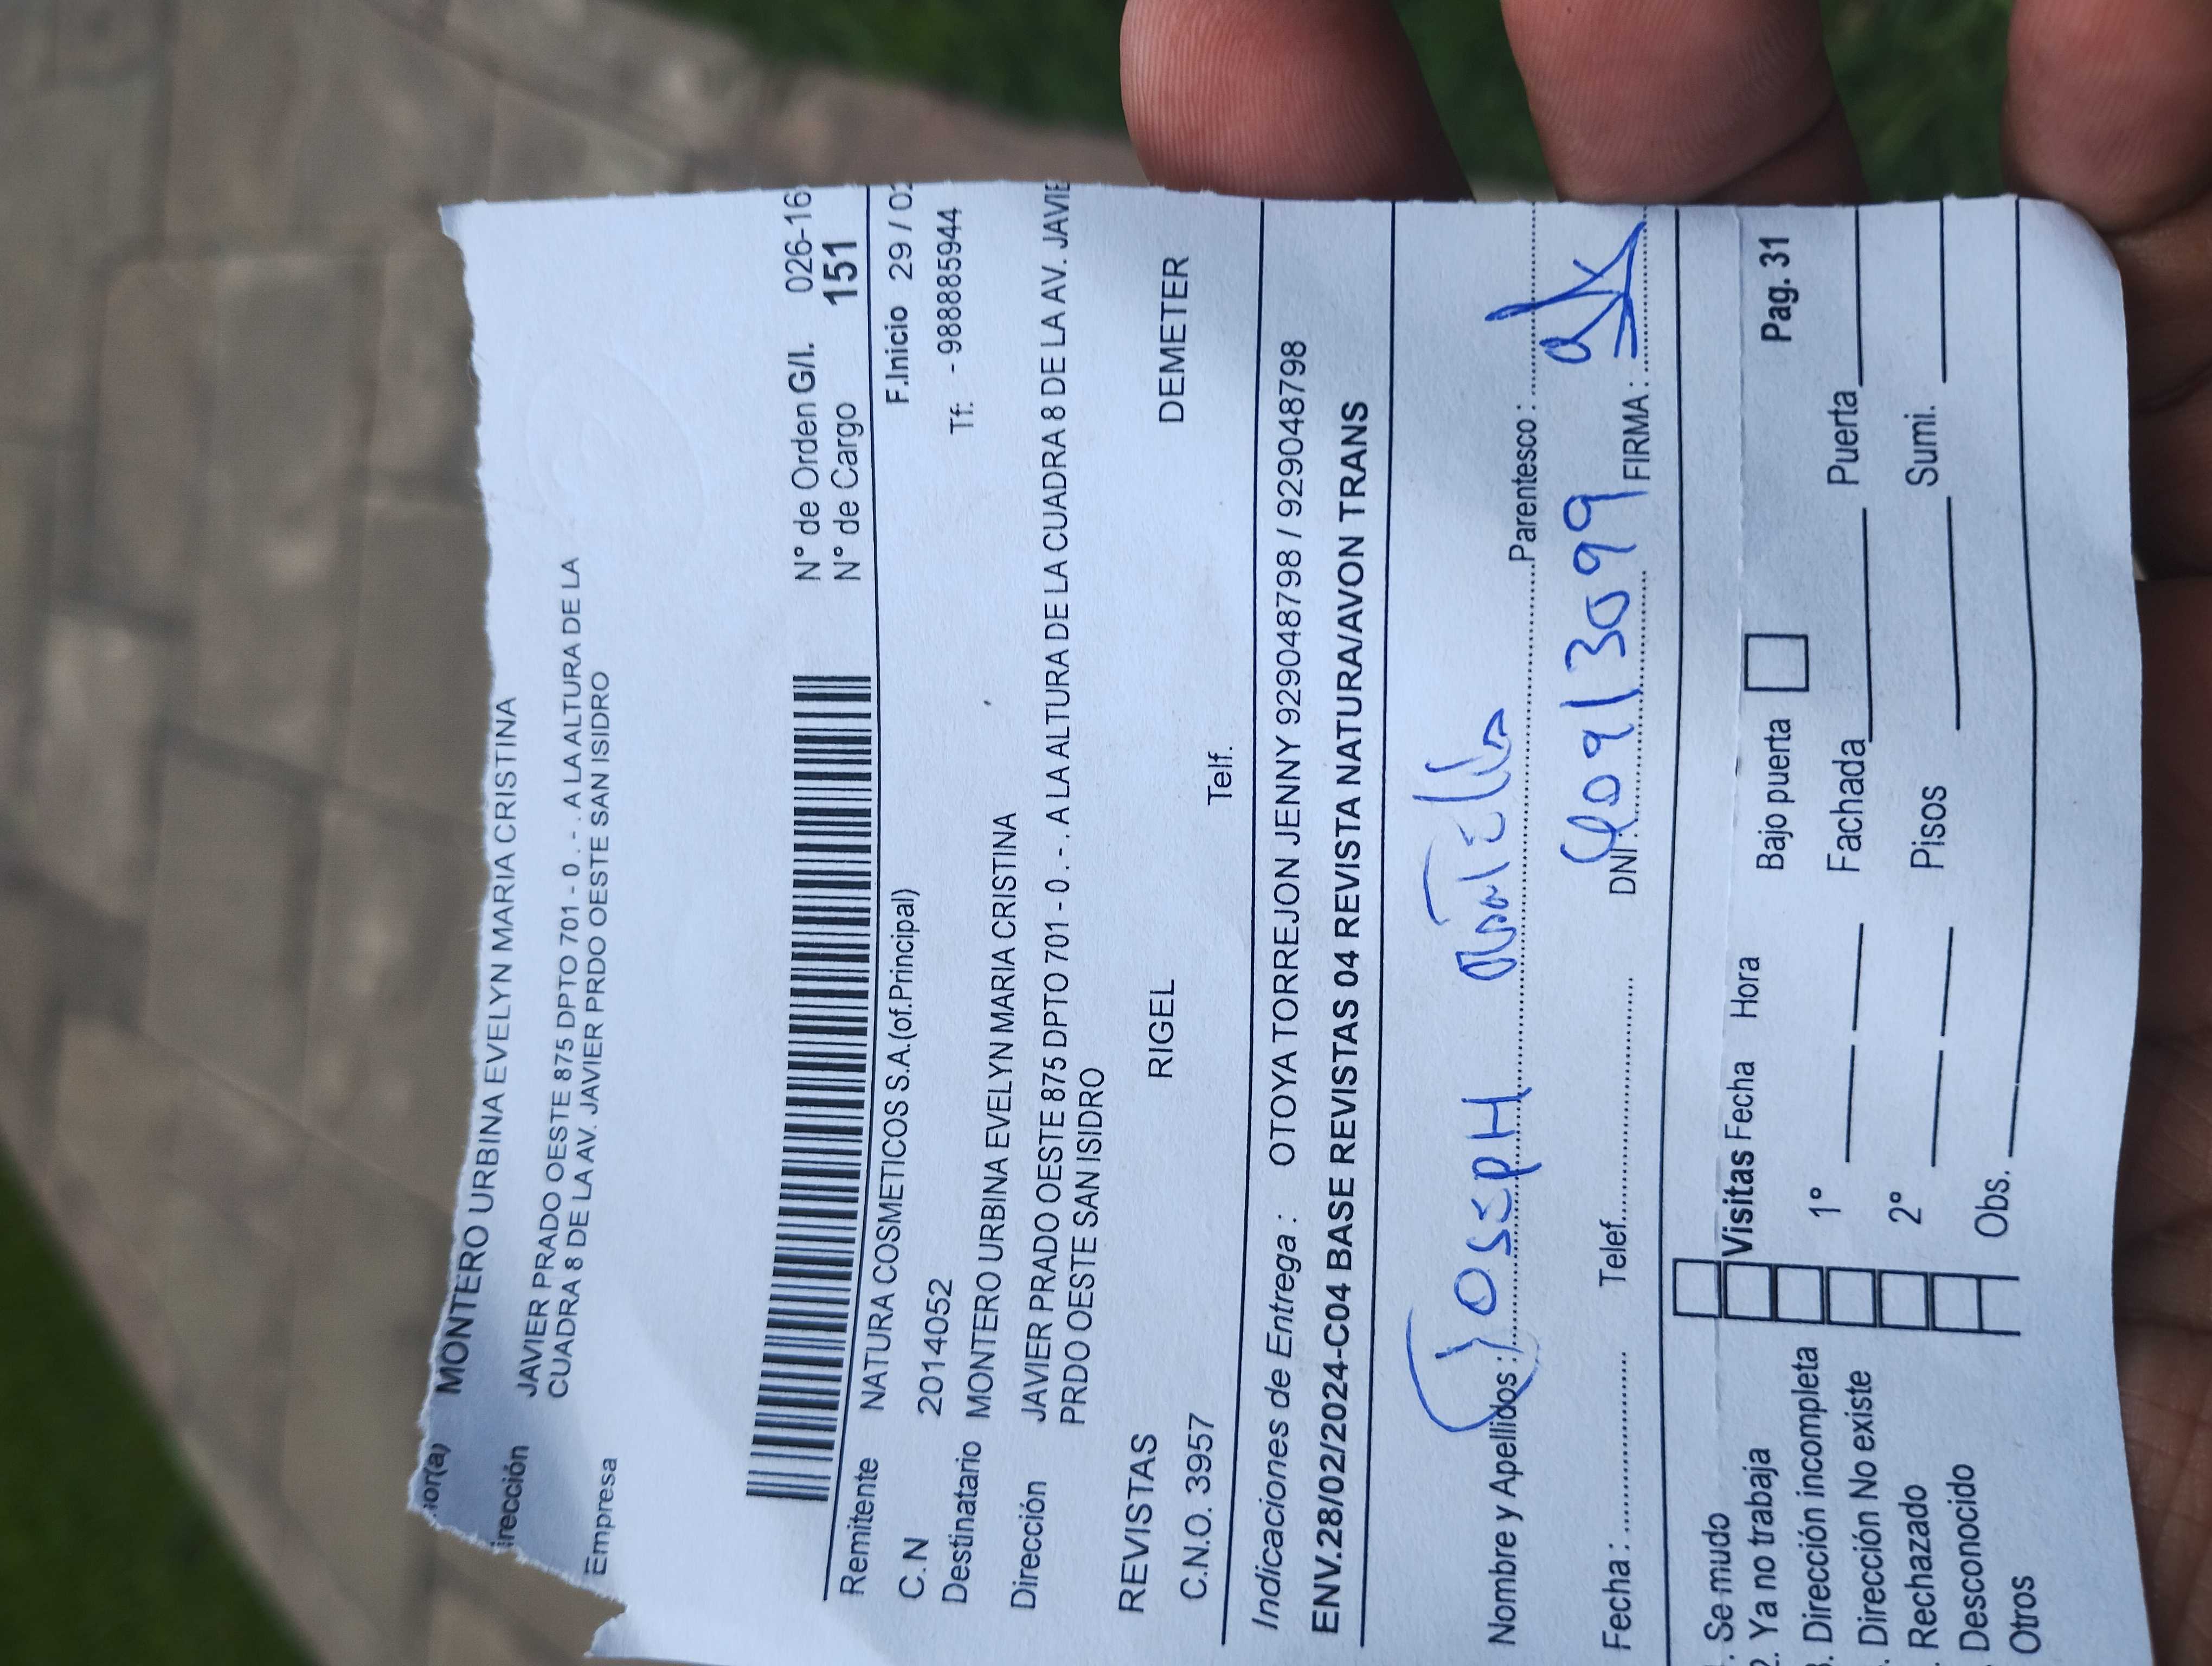 MONTERO URBINA EVELYN MARIA CRISTINA
JAVIER PRADO OESTE 875 DPTO 701 - 0 . - . A LA ALTURA DE LA
CUADRA 8 DE LA AV. JAVIER PRDO OESTE SAN ISIDRO
Empresa
N° de Orden G/I. 026-16
N° de Cargo 151
Remitente NATURA COSMETICOS S.A.(of.Principal) F.Inicio 29 / 02
C.N 2014052 Tf: - 988885944
Destinatario MONTERO URBINA EVELYN MARIA CRISTINA
Dirección JAVIER PRADO OESTE 875 DPTO 701 - 0 . - . A LA ALTURA DE LA CUADRA 8 DE LA AV. JAVIE
PRDO OESTE SAN ISIDRO
REVISTAS RIGEL DEMETER
C.N.O. 3957 Telf.
Indicaciones de Entrega : OTOYA TORREJON JENNY 929048798 / 929048798
ENV.28/02/2024-C04 BASE REVISTAS 04 REVISTA NATURA/AVON TRANS
Nombre y Apellidos : Joseph Parentesco :
Fecha : Telef. DNI : 40913099 FIRMA :
. Se mudo
2. Ya no trabaja Visitas Fecha Hora Bajo puerta Pag. 31
. Dirección incompleta 1° Fachada Puerta
. Dirección No existe
. Rechazado 2° Pisos Sumi.
. Desconocido
Otros Obs.